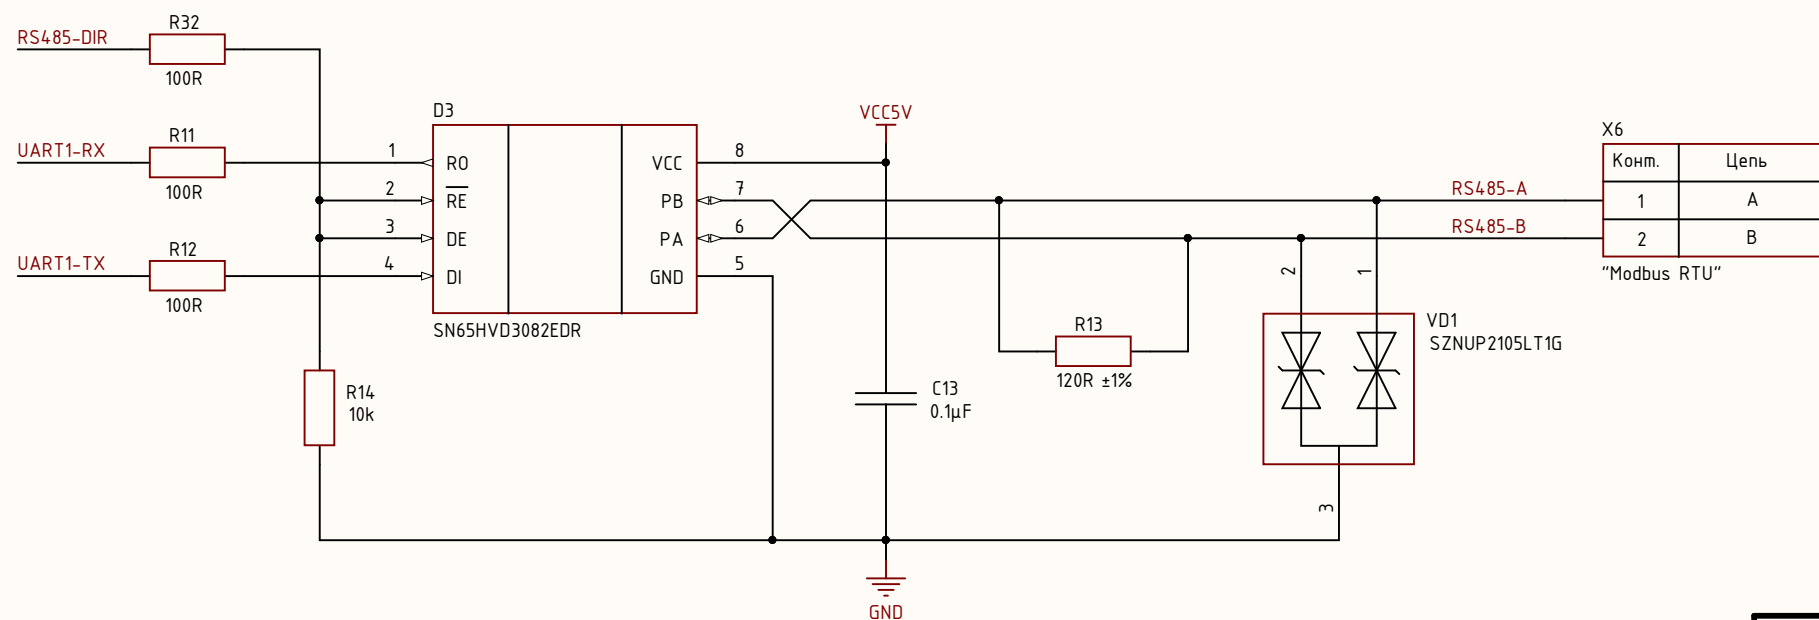 RS485-DIR
R32
100R
UART1-RX
R11
100R
UART1-TX
R12
100R
R14
10k
D3
1
2
3
4
RO
RE
DE
DI
VCC
PB
PA
GND
8
7
6
5
SN65HVD3082EDR
VCC5V
C13
0.1µF
GND
R13
120R ±1%
2
1
3
VD1
SZNUP2105LT1G
RS485-A
RS485-B
X6
Конт. Цепь
1 A
2 B
"Modbus RTU"